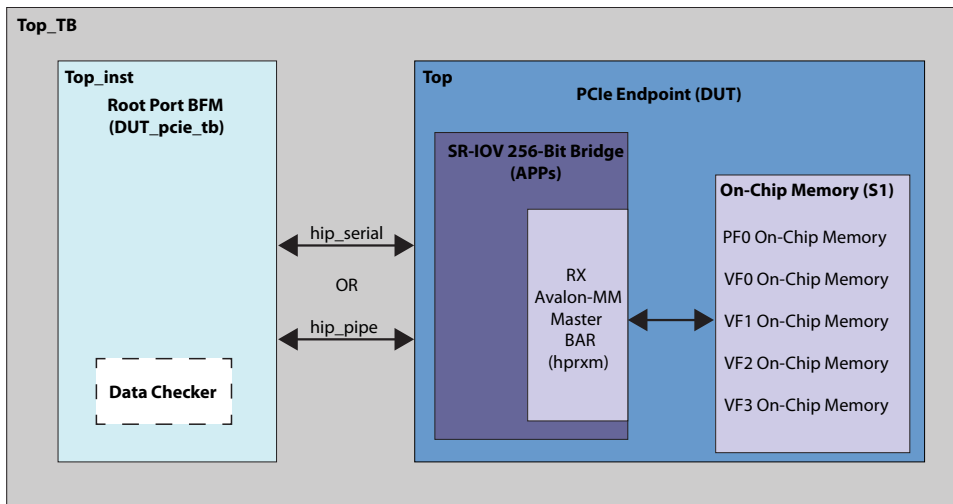 Top_TB
Top_inst
Root Port BFM
(DUT_pcie_tb)
Data Checker
hip_serial
OR
hip_pipe
Top
PCIe Endpoint (DUT)
SR-IOV 256-Bit Bridge
(APPs)
RX
Avalon-MM
Master
BAR
(hprxm)
On-Chip Memory (S1)
PF0 On-Chip Memory
VF0 On-Chip Memory
VF1 On-Chip Memory
VF2 On-Chip Memory
VF3 On-Chip Memory